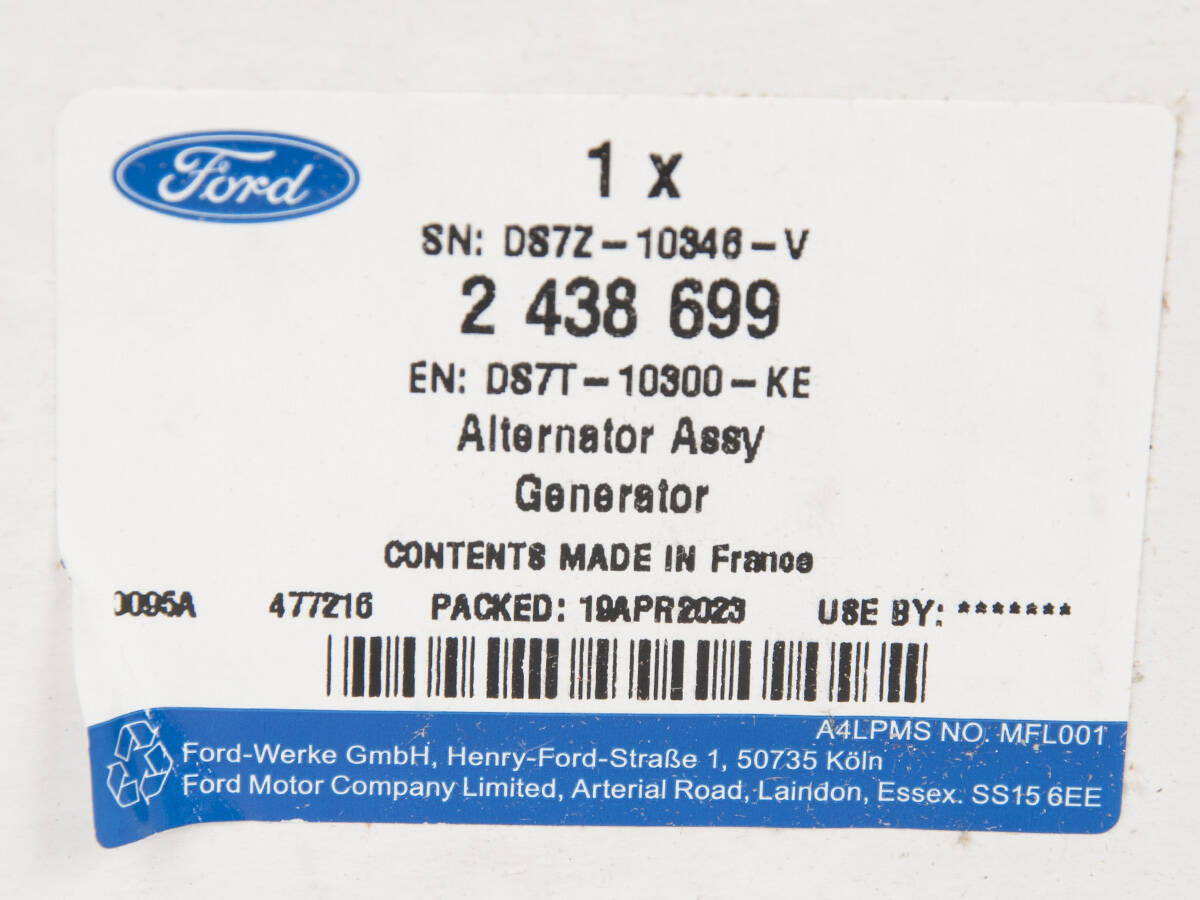 Ford
1 x
SN: DS7Z-10346-V
2 438 699
EN: DS7T-10300-KE
Alternator Assy
Generator
CONTENTS MADE IN France
0095A 477216 PACKED: 19APR2023 USE BY: *******
A4LPMS NO. MFL001
Ford-Werke GmbH, Henry-Ford-Straße 1, 50735 Köln
Ford Motor Company Limited, Arterial Road, Laindon, Essex. SS15 6EE